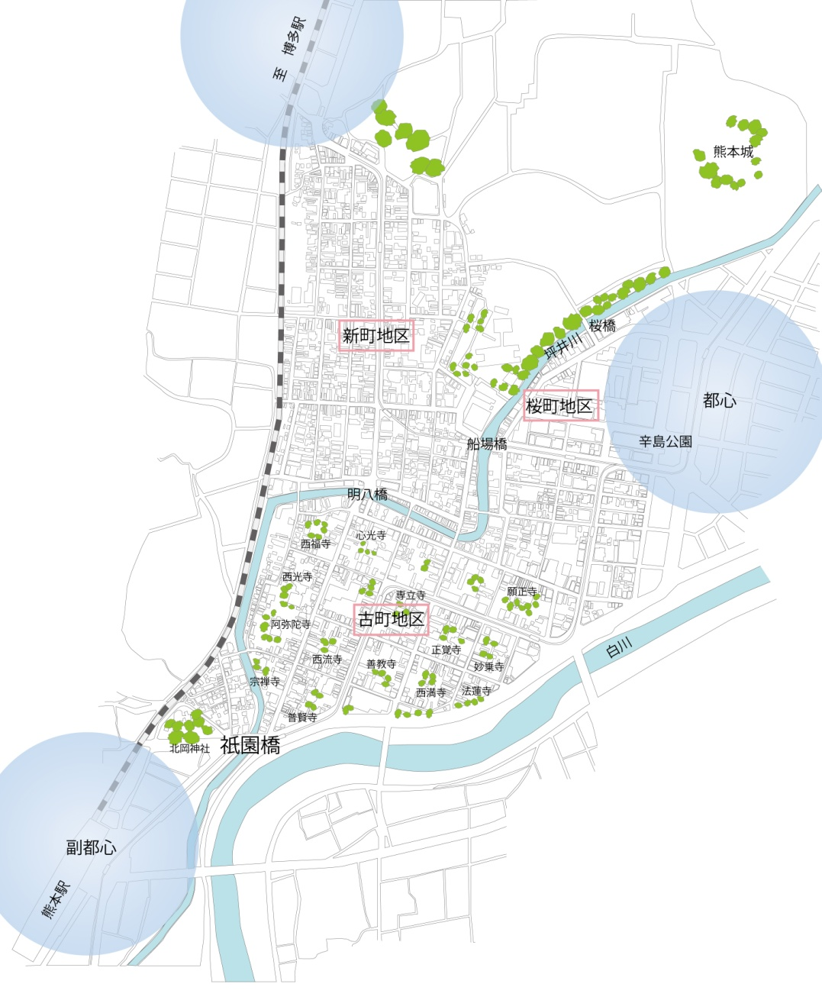 至 博多駅
熊本城
桜橋
坪井川
新町地区
桜町地区
都心
辛島公園
船場橋
明八橋
心光寺
西福寺
西光寺
専立寺
願正寺
古町地区
阿弥陀寺
正覚寺
西流寺
善教寺
妙乗寺
白川
宗禅寺
西満寺
法蓮寺
普賢寺
北岡神社
祇園橋
副都心
熊本駅